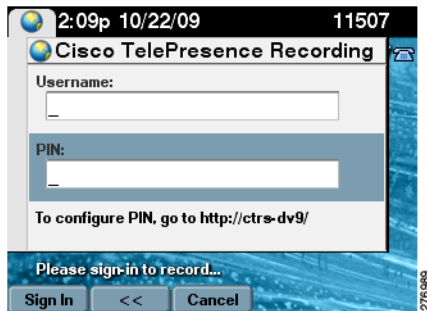 2:09p 10/22/09 11507
Cisco TelePresence Recording
Username:
_
PIN:
_
To configure PIN, go to http://ctrs-dv9/
Please sign-in to record...
Sign In << Cancel
276989